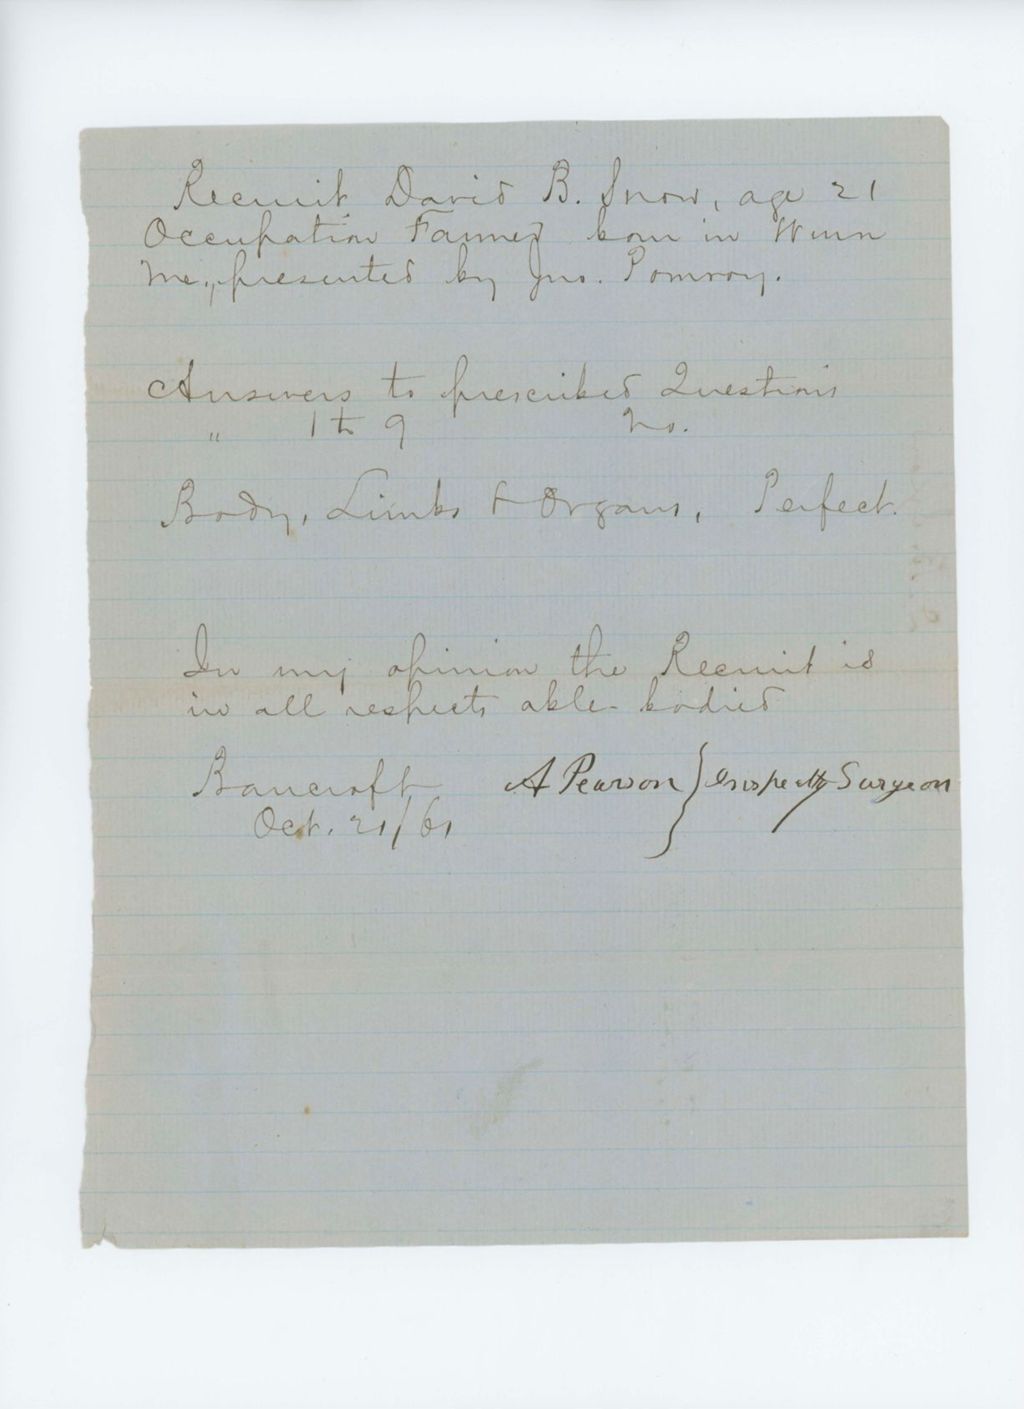 Recruit David B. Snow, age 21
Occupation Farmer born in Winn
Me., presented by Jno. Pomroy.
Answers to prescribed Questions
" 1 to 9 No.
Body, Limbs & Organs, Perfect.
In my opinion the Recruit is
in all respects able-bodied
Bancroft A Pearson } Inspectg Surgeon
Oct. 21/61